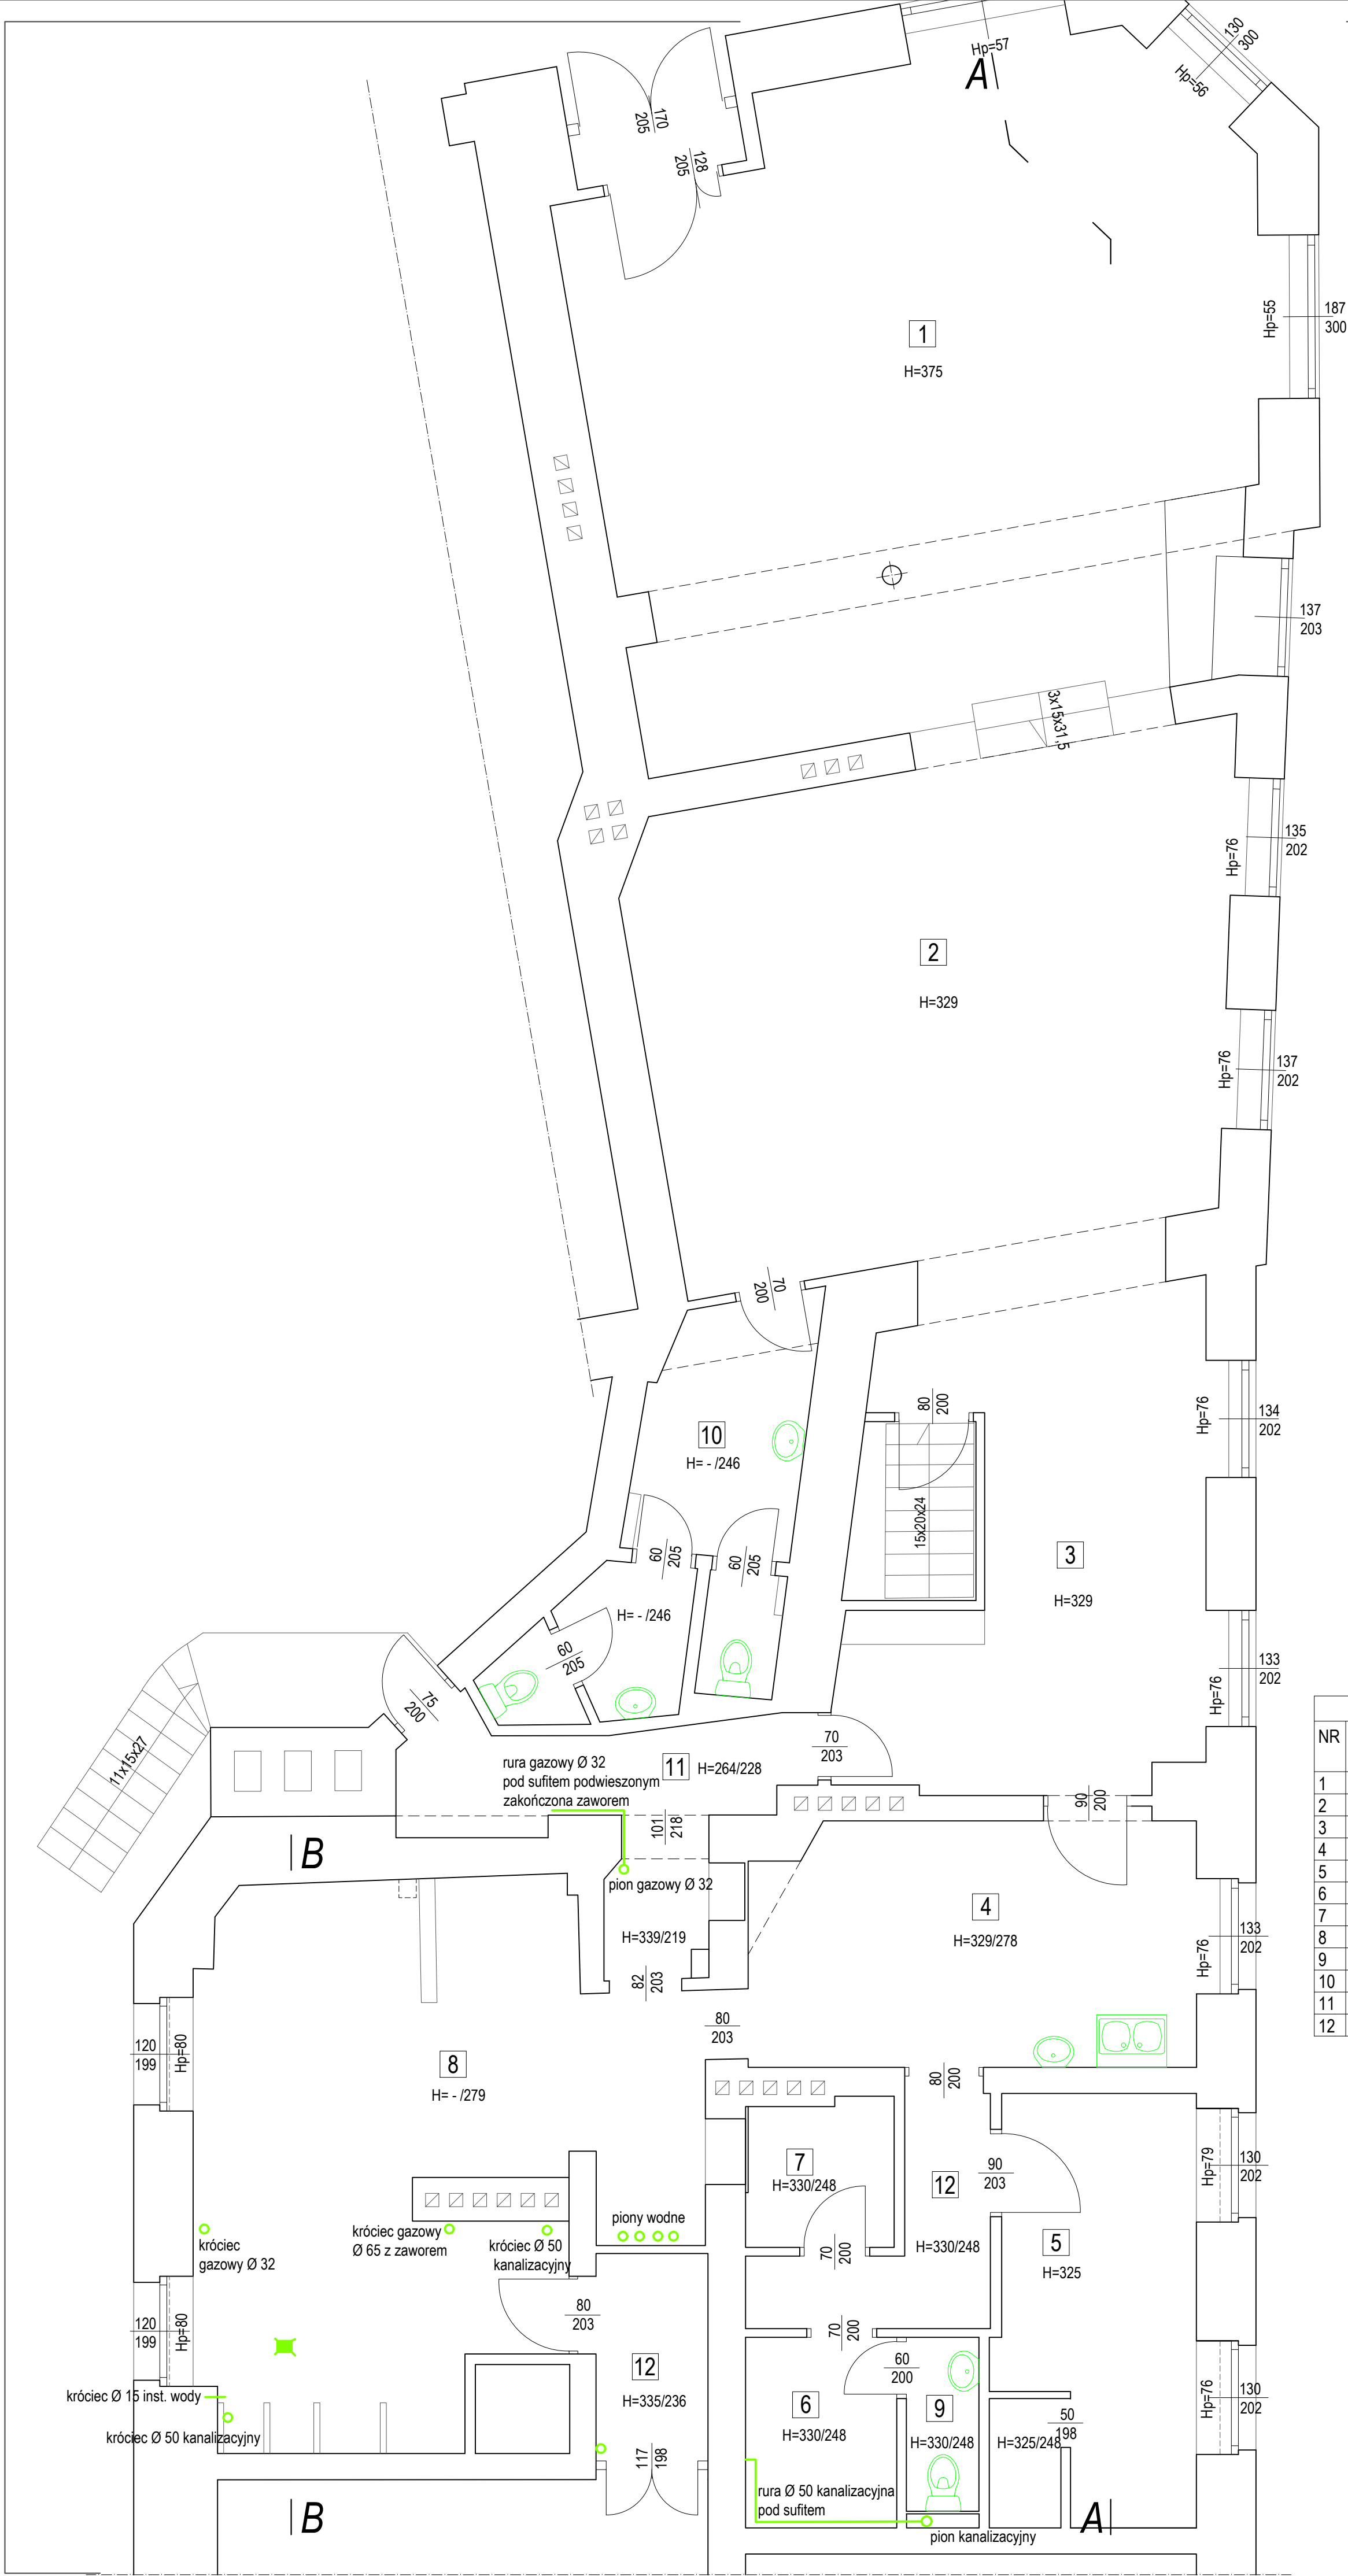 Hp=57
A
130
300
Hp=56
170
205
128
205
Hp=55
187
300
1
H=375
137
203
3x15x31,5
135
202
Hp=76
2
H=329
137
202
Hp=76
70
200
80
200
134
202
Hp=76
10
H= - /246
15x20x24
60
205
60
205
3
H=329
H= - /246
60
205
133
202
Hp=76
75
200
11x15x27
70
203
rura gazowy Ø 32
pod sufitem podwieszonym
zakończona zaworem
11
H=264/228
NR
1
2
3
4
5
6
7
8
9
10
11
12
90
200
101
218
B
pion gazowy Ø 32
4
H=329/278
H=339/219
133
202
Hp=76
82
203
80
203
120
199
Hp=80
8
H= - /279
80
200
7
H=330/248
12
90
203
Hp=79
130
202
piony wodne
króciec
gazowy Ø 32
króciec gazowy
Ø 65 z zaworem
króciec Ø 50
kanalizacyjny
70
200
H=330/248
5
H=325
80
203
120
199
Hp=80
70
200
60
200
12
H=335/236
króciec Ø 15 inst. wody
króciec Ø 50 kanalizacyjny
6
H=330/248
9
H=330/248
H=325/248
50
198
Hp=76
130
202
117
198
rura Ø 50 kanalizacyjna
pod sufitem
B
A
pion kanalizacyjny